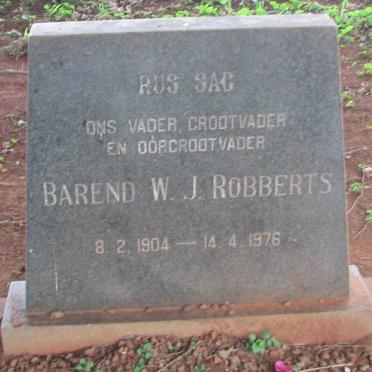 RUS SAG
ONS VADER, GROOTVADER
EN OORGROOTVADER
BAREND W. J. ROBBERTS
8. 2. 1904 — 14. 4. 1976